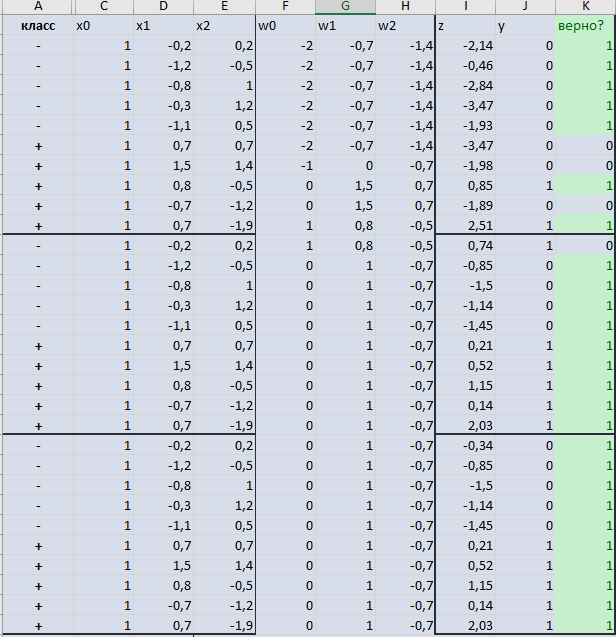 A C D E F G H I J K
класс x0 x1 x2 w0 w1 w2 z y верно?
- 1 -0,2 0,2 -2 -0,7 -1,4 -2,14 0 1
- 1 -1,2 -0,5 -2 -0,7 -1,4 -0,46 0 1
- 1 -0,8 1 -2 -0,7 -1,4 -2,84 0 1
- 1 -0,3 1,2 -2 -0,7 -1,4 -3,47 0 1
- 1 -1,1 0,5 -2 -0,7 -1,4 -1,93 0 1
+ 1 0,7 0,7 -2 -0,7 -1,4 -3,47 0 0
+ 1 1,5 1,4 -1 0 -0,7 -1,98 0 0
+ 1 0,8 -0,5 0 1,5 0,7 0,85 1 1
+ 1 -0,7 -1,2 0 1,5 0,7 -1,89 0 0
+ 1 0,7 -1,9 1 0,8 -0,5 2,51 1 1
- 1 -0,2 0,2 1 0,8 -0,5 0,74 1 0
- 1 -1,2 -0,5 0 1 -0,7 -0,85 0 1
- 1 -0,8 1 0 1 -0,7 -1,5 0 1
- 1 -0,3 1,2 0 1 -0,7 -1,14 0 1
- 1 -1,1 0,5 0 1 -0,7 -1,45 0 1
+ 1 0,7 0,7 0 1 -0,7 0,21 1 1
+ 1 1,5 1,4 0 1 -0,7 0,52 1 1
+ 1 0,8 -0,5 0 1 -0,7 1,15 1 1
+ 1 -0,7 -1,2 0 1 -0,7 0,14 1 1
+ 1 0,7 -1,9 0 1 -0,7 2,03 1 1
- 1 -0,2 0,2 0 1 -0,7 -0,34 0 1
- 1 -1,2 -0,5 0 1 -0,7 -0,85 0 1
- 1 -0,8 1 0 1 -0,7 -1,5 0 1
- 1 -0,3 1,2 0 1 -0,7 -1,14 0 1
- 1 -1,1 0,5 0 1 -0,7 -1,45 0 1
+ 1 0,7 0,7 0 1 -0,7 0,21 1 1
+ 1 1,5 1,4 0 1 -0,7 0,52 1 1
+ 1 0,8 -0,5 0 1 -0,7 1,15 1 1
+ 1 -0,7 -1,2 0 1 -0,7 0,14 1 1
+ 1 0,7 -1,9 0 1 -0,7 2,03 1 1